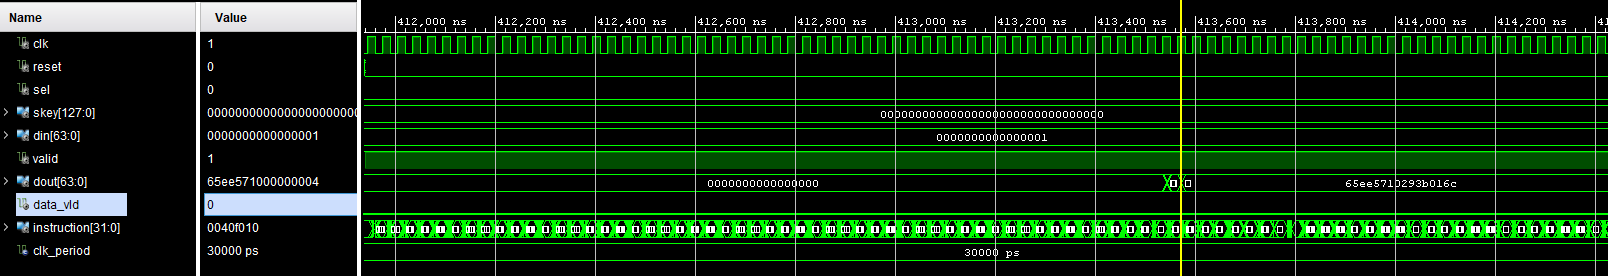 Name Value
412,000 ns 412,200 ns 412,400 ns 412,600 ns 412,800 ns 413,000 ns 413,200 ns 413,400 ns 413,600 ns 413,800 ns 414,000 ns 414,200 ns
clk 1
reset 0
sel 0
skey[127:0] 00000000000000000000000 00000000000000000000000000000000
din[63:0] 0000000000000001 0000000000000001
valid 1
dout[63:0] 65ee571000000004 0000000000000000 65ee5710293b016c
data_vld 0
instruction[31:0] 0040f010
clk_period 30000 ps 30000 ps